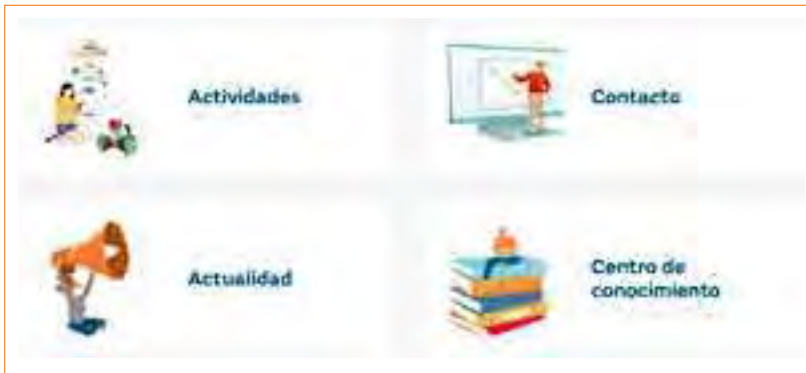 Actividades
Contacto
Actualidad
Centro de
conocimiento